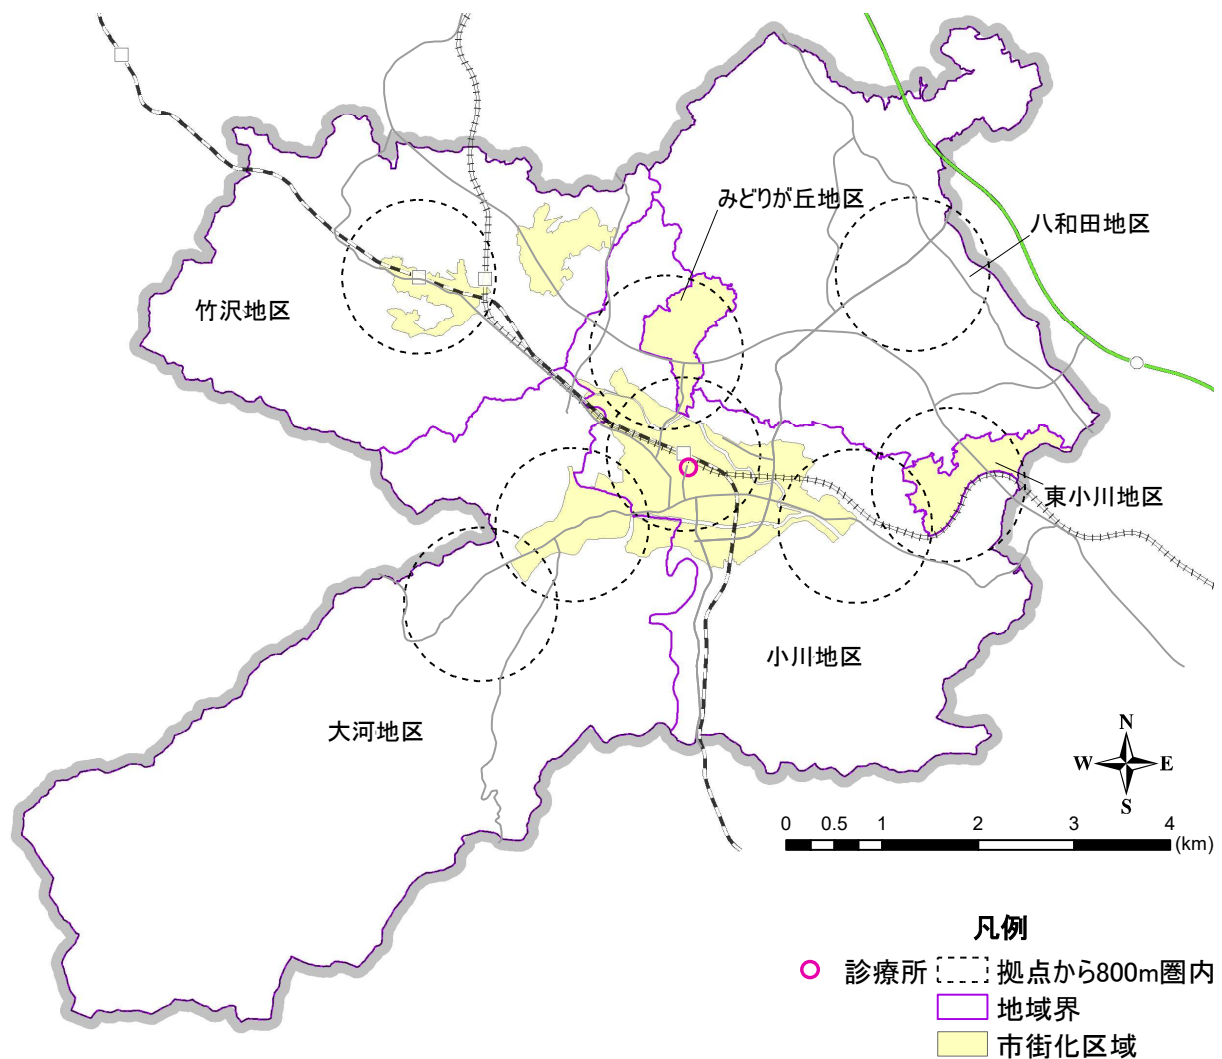 みどりが丘地区
八和田地区
竹沢地区
東小川地区
小川地区
大河地区
N
W E
S
0 0.5 1 2 3 4
(km)
凡例
診療所 拠点から800m圏内
地域界
市街化区域